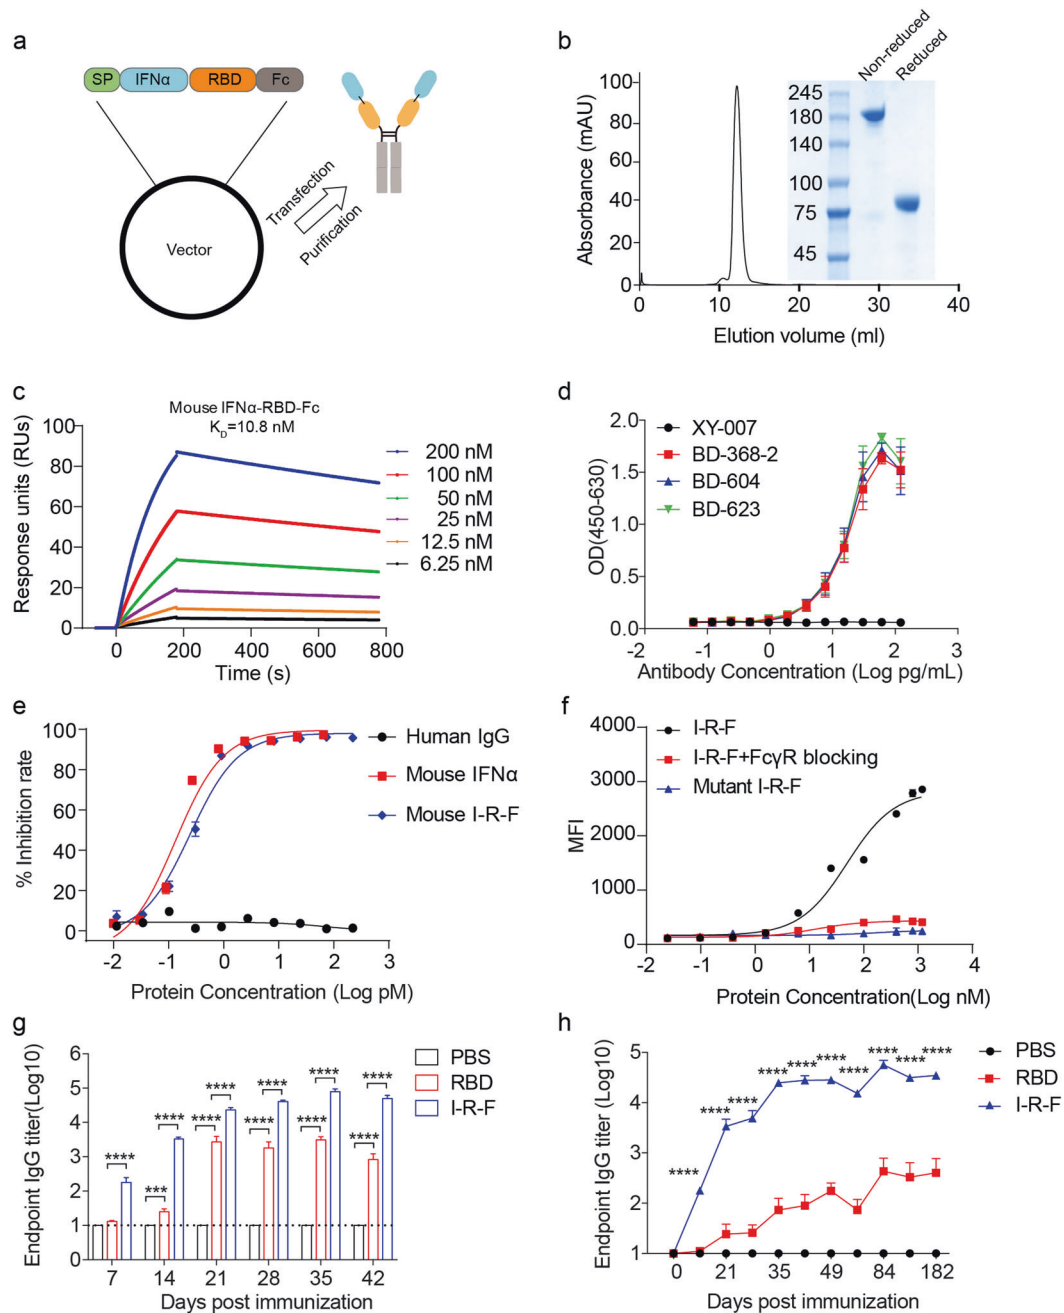 a
SP IFNα RBD Fc
Vector
Transfection
Purification
b
Non-reduced
Reduced
Absorbance (mAU)
100
80
60
40
20
0
245
180
140
100
75
45
0 10 20 30 40
Elution volume (ml)
c
Mouse IFNα-RBD-Fc
KD=10.8 nM
Response units (RUs)
100
80
60
40
20
0
200 nM
100 nM
50 nM
25 nM
12.5 nM
6.25 nM
0 200 400 600 800
Time (s)
d
XY-007
BD-368-2
BD-604
BD-623
OD(450-630)
2.0
1.5
1.0
0.5
0.0
-2 -1 0 1 2 3
Antibody Concentration (Log pg/mL)
e
% Inhibition rate
100
80
60
40
20
0
Human IgG
Mouse IFNα
Mouse I-R-F
-2 -1 0 1 2 3
Protein Concentration (Log pM)
f
MFI
4000
3000
2000
1000
0
I-R-F
I-R-F+FcγR blocking
Mutant I-R-F
-2 -1 0 1 2 3 4
Protein Concentration(Log nM)
g
Endpoint IgG titer(Log10)
6
5
4
3
2
1
0
**** **** *** **** **** **** **** **** **** **** ****
PBS
RBD
I-R-F
7 14 21 28 35 42
Days post immunization
h
Endpoint IgG titer (Log10)
5
4
3
2
1
**** **** **** **** **** **** **** **** **** ****
PBS
RBD
I-R-F
0 21 35 49 84 182
Days post immunization